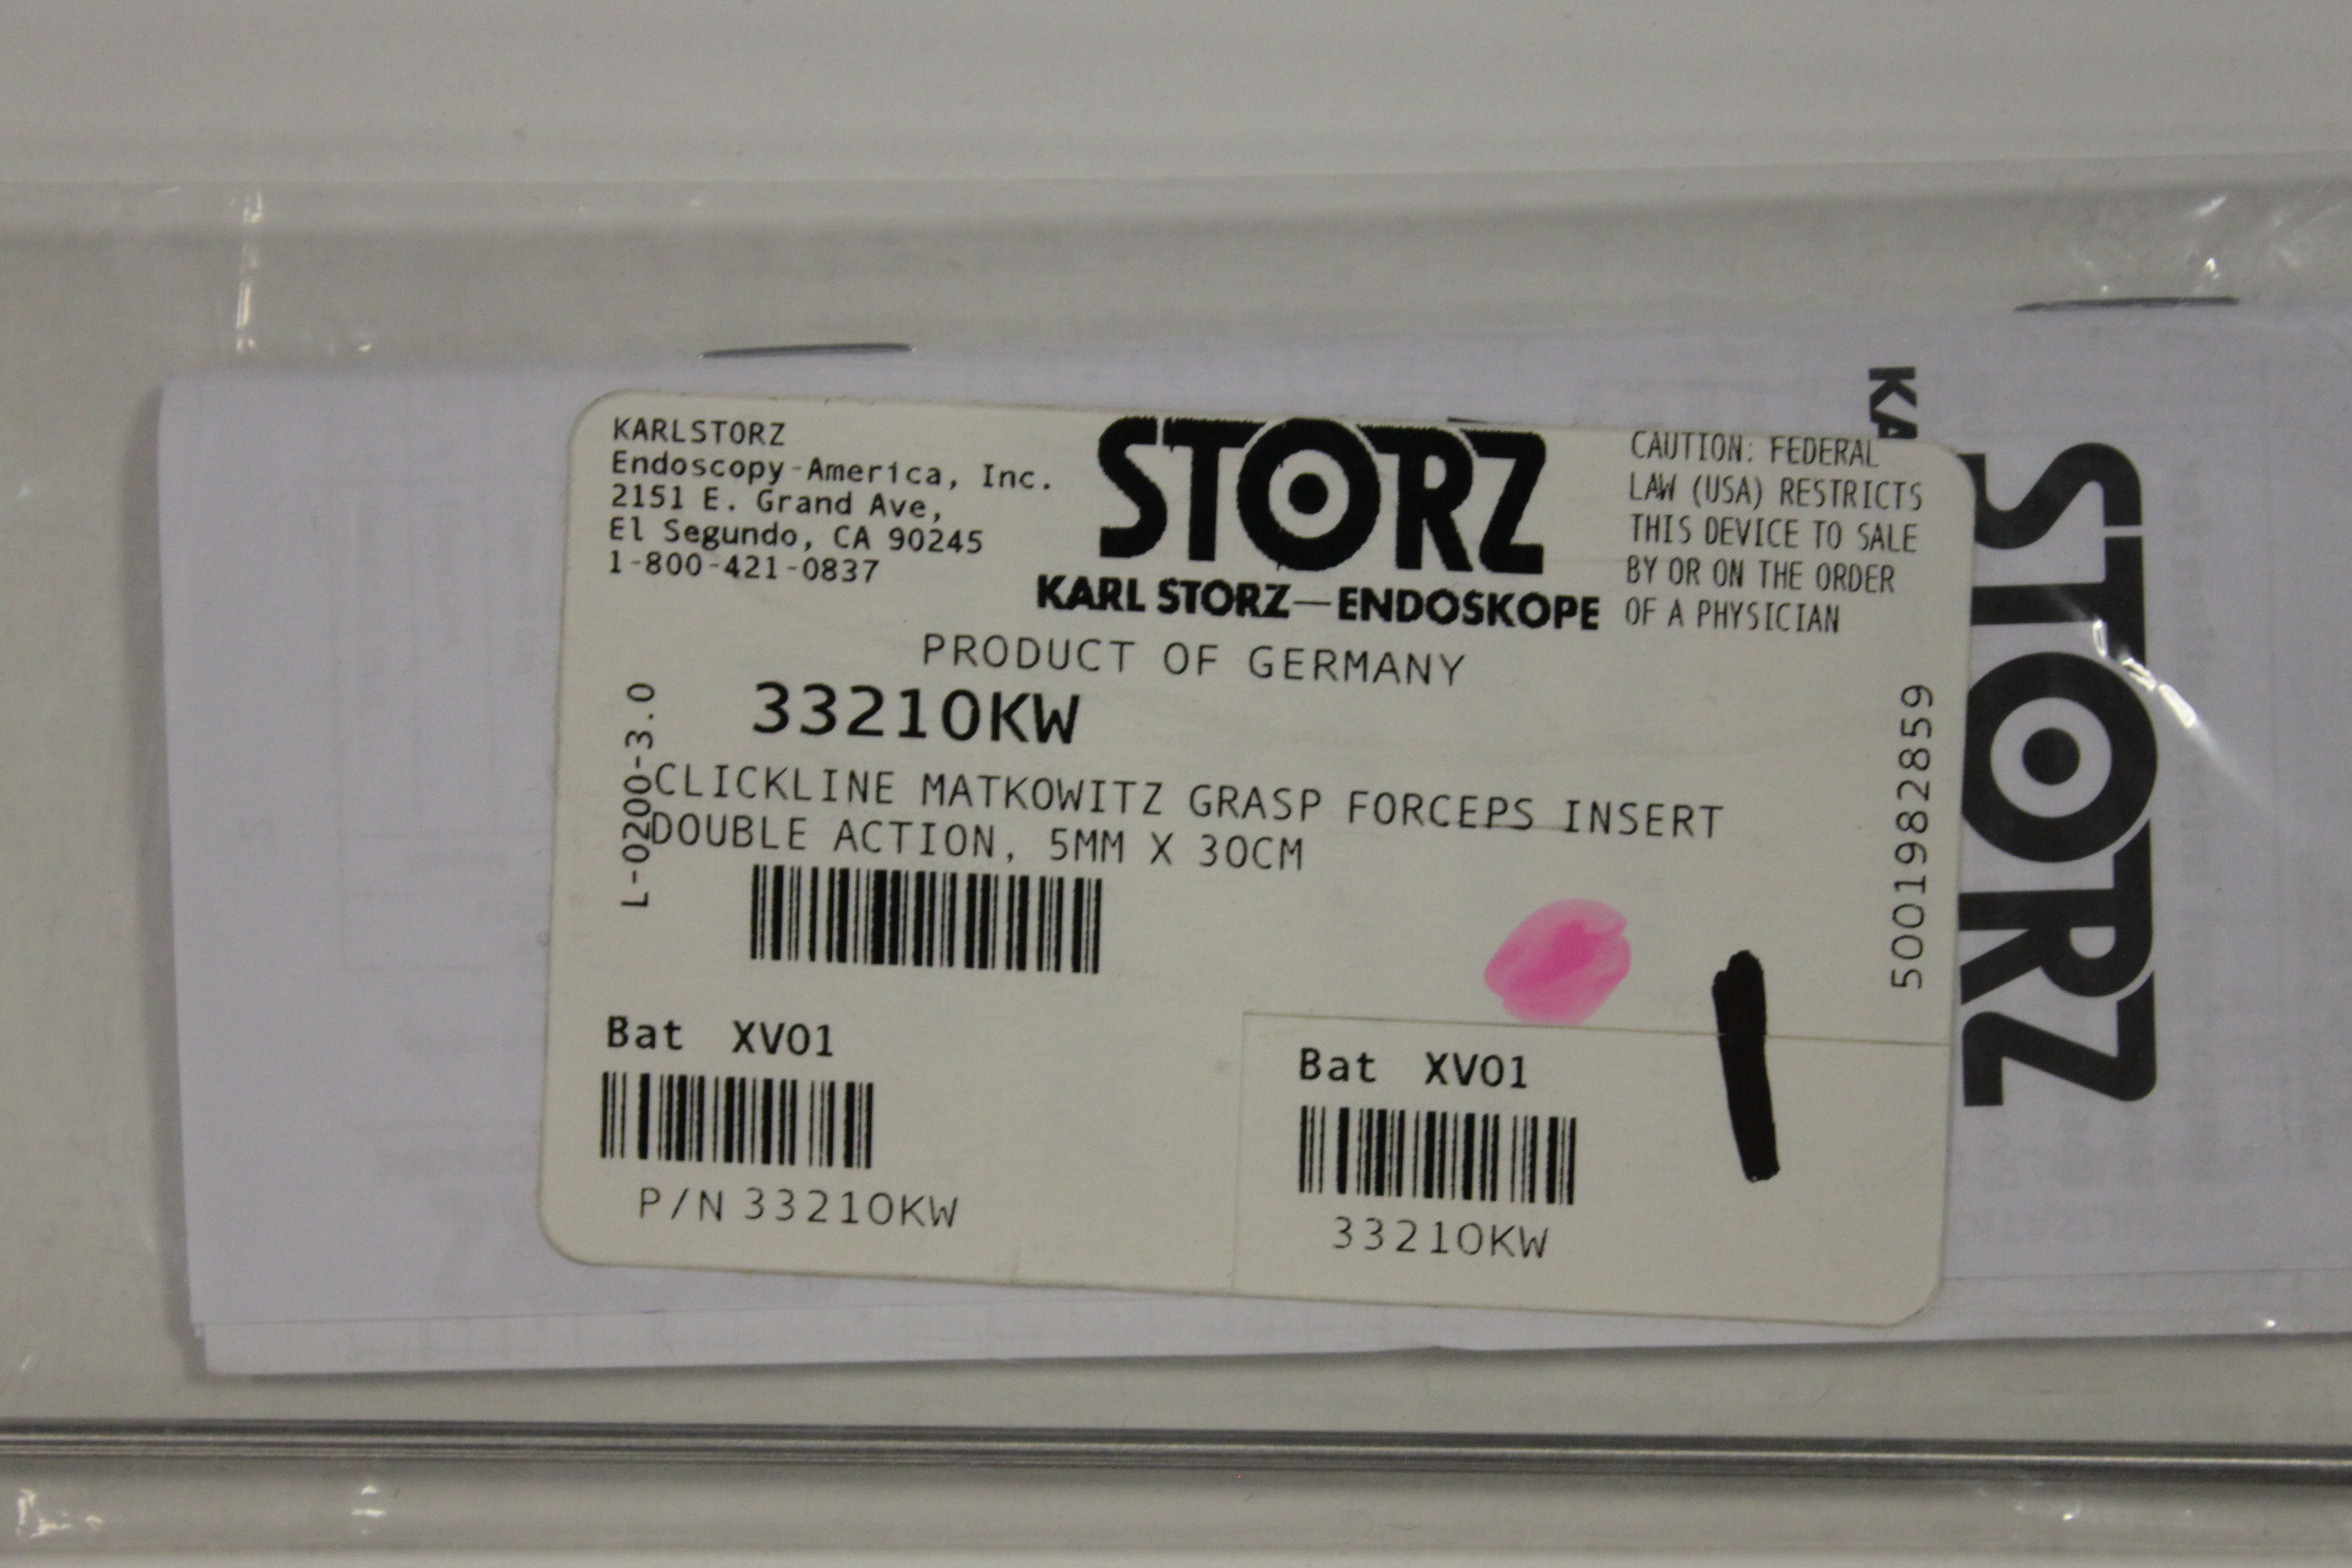 KARLSTORZ
Endoscopy-America, Inc.
2151 E. Grand Ave,
El Segundo, CA 90245
1-800-421-0837
STORZ
KARL STORZ—ENDOSKOPE
CAUTION: FEDERAL
LAW (USA) RESTRICTS
THIS DEVICE TO SALE
BY OR ON THE ORDER
OF A PHYSICIAN
PRODUCT OF GERMANY
33210KW
L-0200-3.0
CLICKLINE MATKOWITZ GRASP FORCEPS INSERT
DOUBLE ACTION, 5MM X 30CM
5001982859
Bat XV01
P/N 33210KW
Bat XV01
33210KW
KA
STORZ